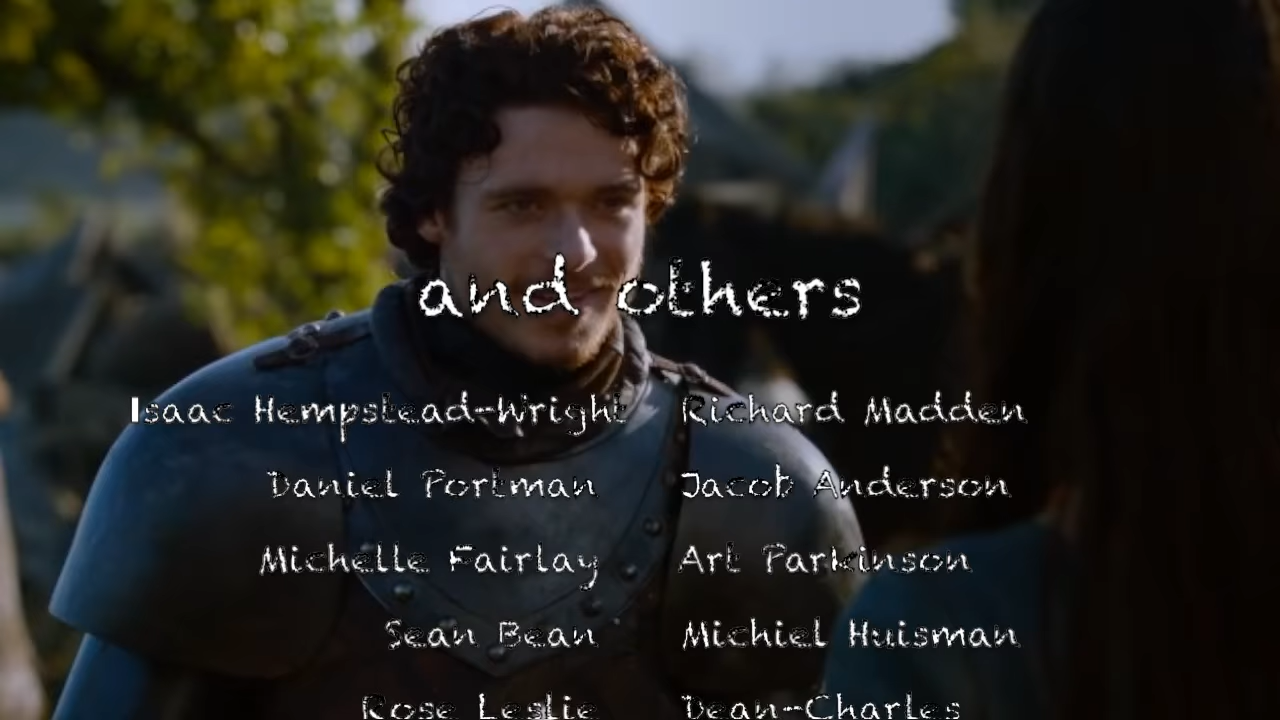 and others
Isaac Hempstead-Wright Richard Madden
Daniel Portman Jacob Anderson
Michelle Fairlay Art Parkinson
Sean Bean Michiel Huisman
Rose Leslie Dean-Charles